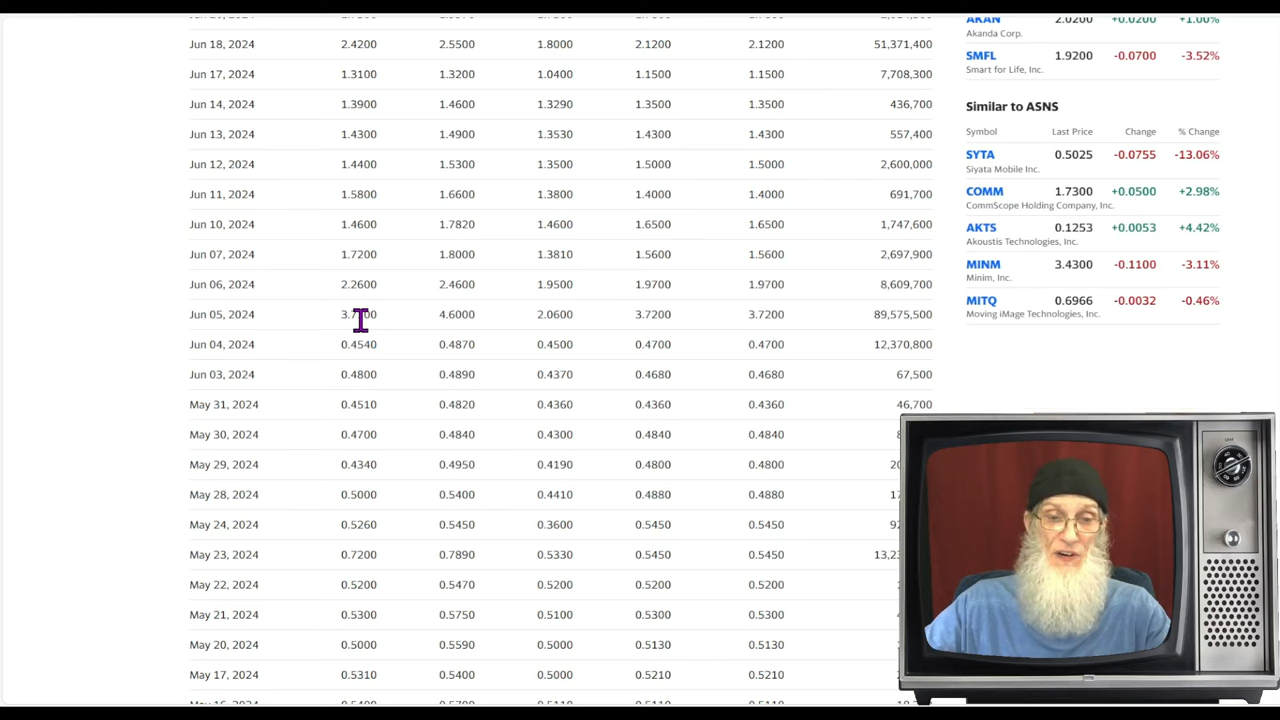 Jun 18, 2024 2.4200 2.5500 1.8000 2.1200 2.1200 51,371,400
Jun 17, 2024 1.3100 1.3200 1.0400 1.1500 1.1500 7,708,300
Jun 14, 2024 1.3900 1.4600 1.3290 1.3500 1.3500 436,700
Jun 13, 2024 1.4300 1.4900 1.3530 1.4300 1.4300 557,400
Jun 12, 2024 1.4400 1.5300 1.3500 1.5000 1.5000 2,600,000
Jun 11, 2024 1.5800 1.6600 1.3800 1.4000 1.4000 691,700
Jun 10, 2024 1.4600 1.7820 1.4600 1.6500 1.6500 1,747,600
Jun 07, 2024 1.7200 1.8000 1.3810 1.5600 1.5600 2,697,900
Jun 06, 2024 2.2600 2.4600 1.9500 1.9700 1.9700 8,609,700
Jun 05, 2024 4.6000 2.0600 3.7200 3.7200 89,575,500
Jun 04, 2024 0.4540 0.4870 0.4500 0.4700 0.4700 12,370,800
Jun 03, 2024 0.4800 0.4890 0.4370 0.4680 0.4680 67,500
May 31, 2024 0.4510 0.4820 0.4360 0.4360 0.4360 46,700
May 30, 2024 0.4700 0.4840 0.4300 0.4840 0.4840
May 29, 2024 0.4340 0.4950 0.4190 0.4800 0.4800
May 28, 2024 0.5000 0.5400 0.4410 0.4880 0.4880
May 24, 2024 0.5260 0.5450 0.3600 0.5450 0.5450
May 23, 2024 0.7200 0.7890 0.5330 0.5450 0.5450
May 22, 2024 0.5200 0.5470 0.5200 0.5200 0.5200
May 21, 2024 0.5300 0.5750 0.5100 0.5300 0.5300
May 20, 2024 0.5000 0.5590 0.5000 0.5130 0.5130
May 17, 2024 0.5310 0.5400 0.5000 0.5210 0.5210
AKAN 2.0200 +0.0200 +1.00%
Akanda Corp.
SMFL 1.9200 -0.0700 -3.52%
Smart for Life, Inc.
Similar to ASNS
Symbol Last Price Change % Change
SYTA 0.5025 -0.0755 -13.06%
Siyata Mobile Inc.
COMM 1.7300 +0.0500 +2.98%
CommScope Holding Company, Inc.
AKTS 0.1253 +0.0053 +4.42%
Akoustis Technologies, Inc.
MINM 3.4300 -0.1100 -3.11%
Minim, Inc.
MITQ 0.6966 -0.0032 -0.46%
Moving iMage Technologies, Inc.